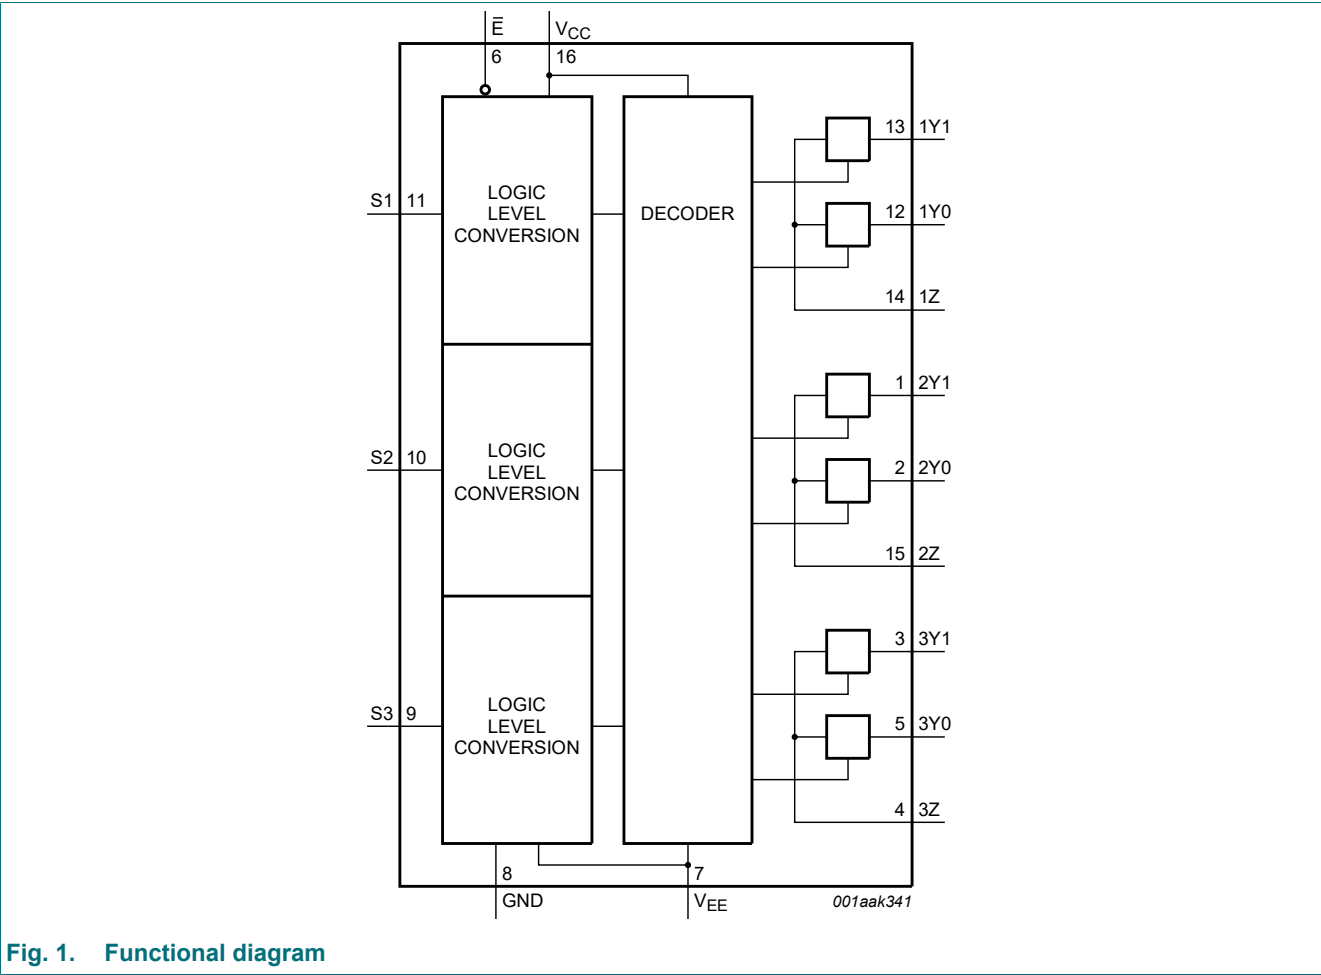 E̅ VCC
6 16
13 1Y1
S1 11
LOGIC
LEVEL
CONVERSION
DECODER
12 1Y0
14 1Z
1 2Y1
S2 10
LOGIC
LEVEL
CONVERSION
2 2Y0
15 2Z
3 3Y1
S3 9
LOGIC
LEVEL
CONVERSION
5 3Y0
4 3Z
8 7
GND VEE 001aak341
Fig. 1. Functional diagram